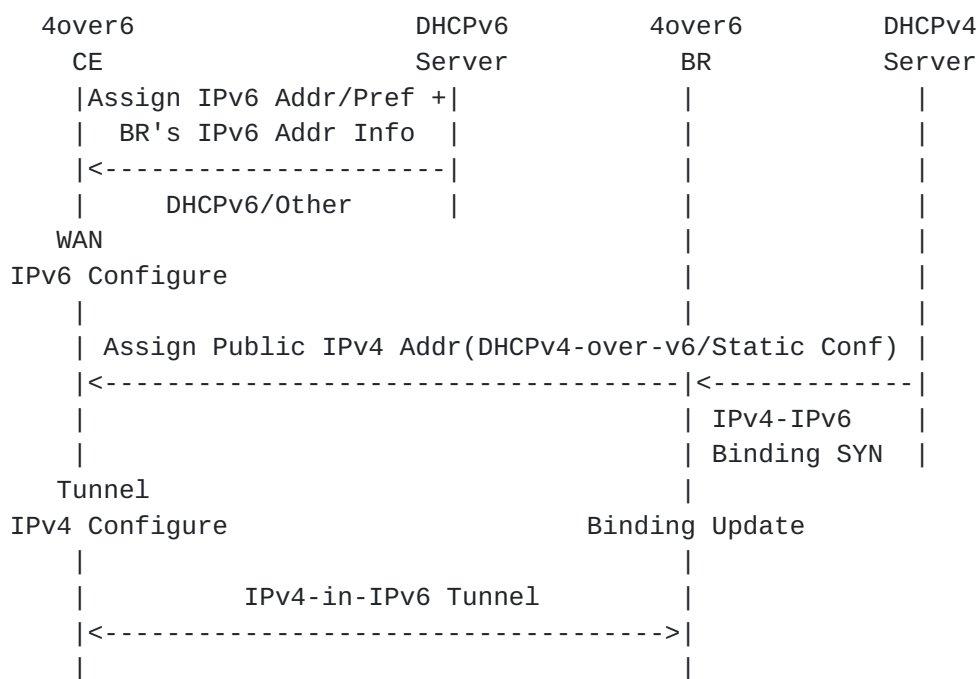 4over6                 DHCPv6         4over6         DHCPv4
    CE                   Server           BR           Server
    |Assign IPv6 Addr/Pref +|               |               |
    |  BR's IPv6 Addr Info  |               |               |
    |<----------------------|               |               |
    |     DHCPv6/Other      |               |               |
   WAN                                      |               |
IPv6 Configure                              |               |
    |                                       |               |
    | Assign Public IPv4 Addr(DHCPv4-over-v6/Static Conf) |
    |<-------------------------------------|<-------------|
    |                                       | IPv4-IPv6     |
    |                                       | Binding SYN   |
   Tunnel                                   |
IPv4 Configure                       Binding Update
    |                                       |
    |          IPv4-in-IPv6 Tunnel          |
    |<------------------------------------>|
    |                                       |